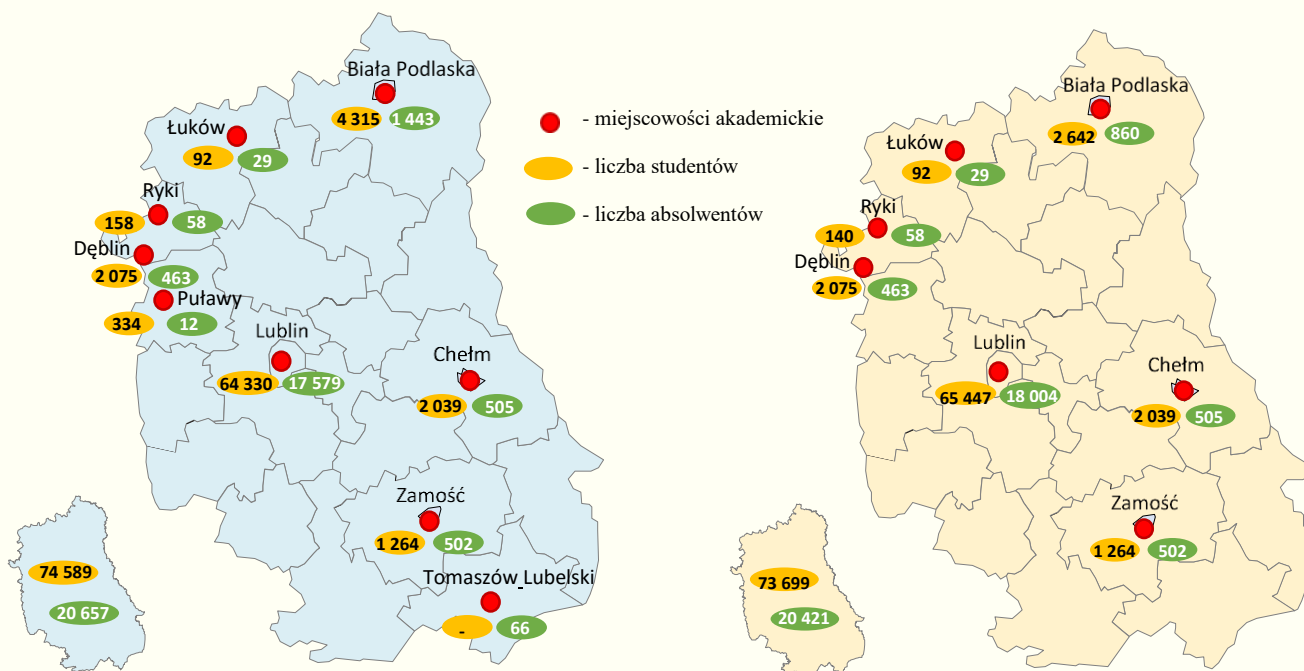 Biała Podlaska
4 315
1 443
Łuków
92
29
Ryki
158
58
Dęblin
2 075
463
Puławy
334
12
Lublin
64 330
17 579
Chełm
2 039
505
Zamość
1 264
502
Tomaszów Lubelski
-
66
74 589
20 657
- miejscowości akademickie
- liczba studentów
- liczba absolwentów
Biała Podlaska
2 642
860
Łuków
92
29
Ryki
140
58
Dęblin
2 075
463
Lublin
65 447
18 004
Chełm
2 039
505
Zamość
1 264
502
73 699
20 421